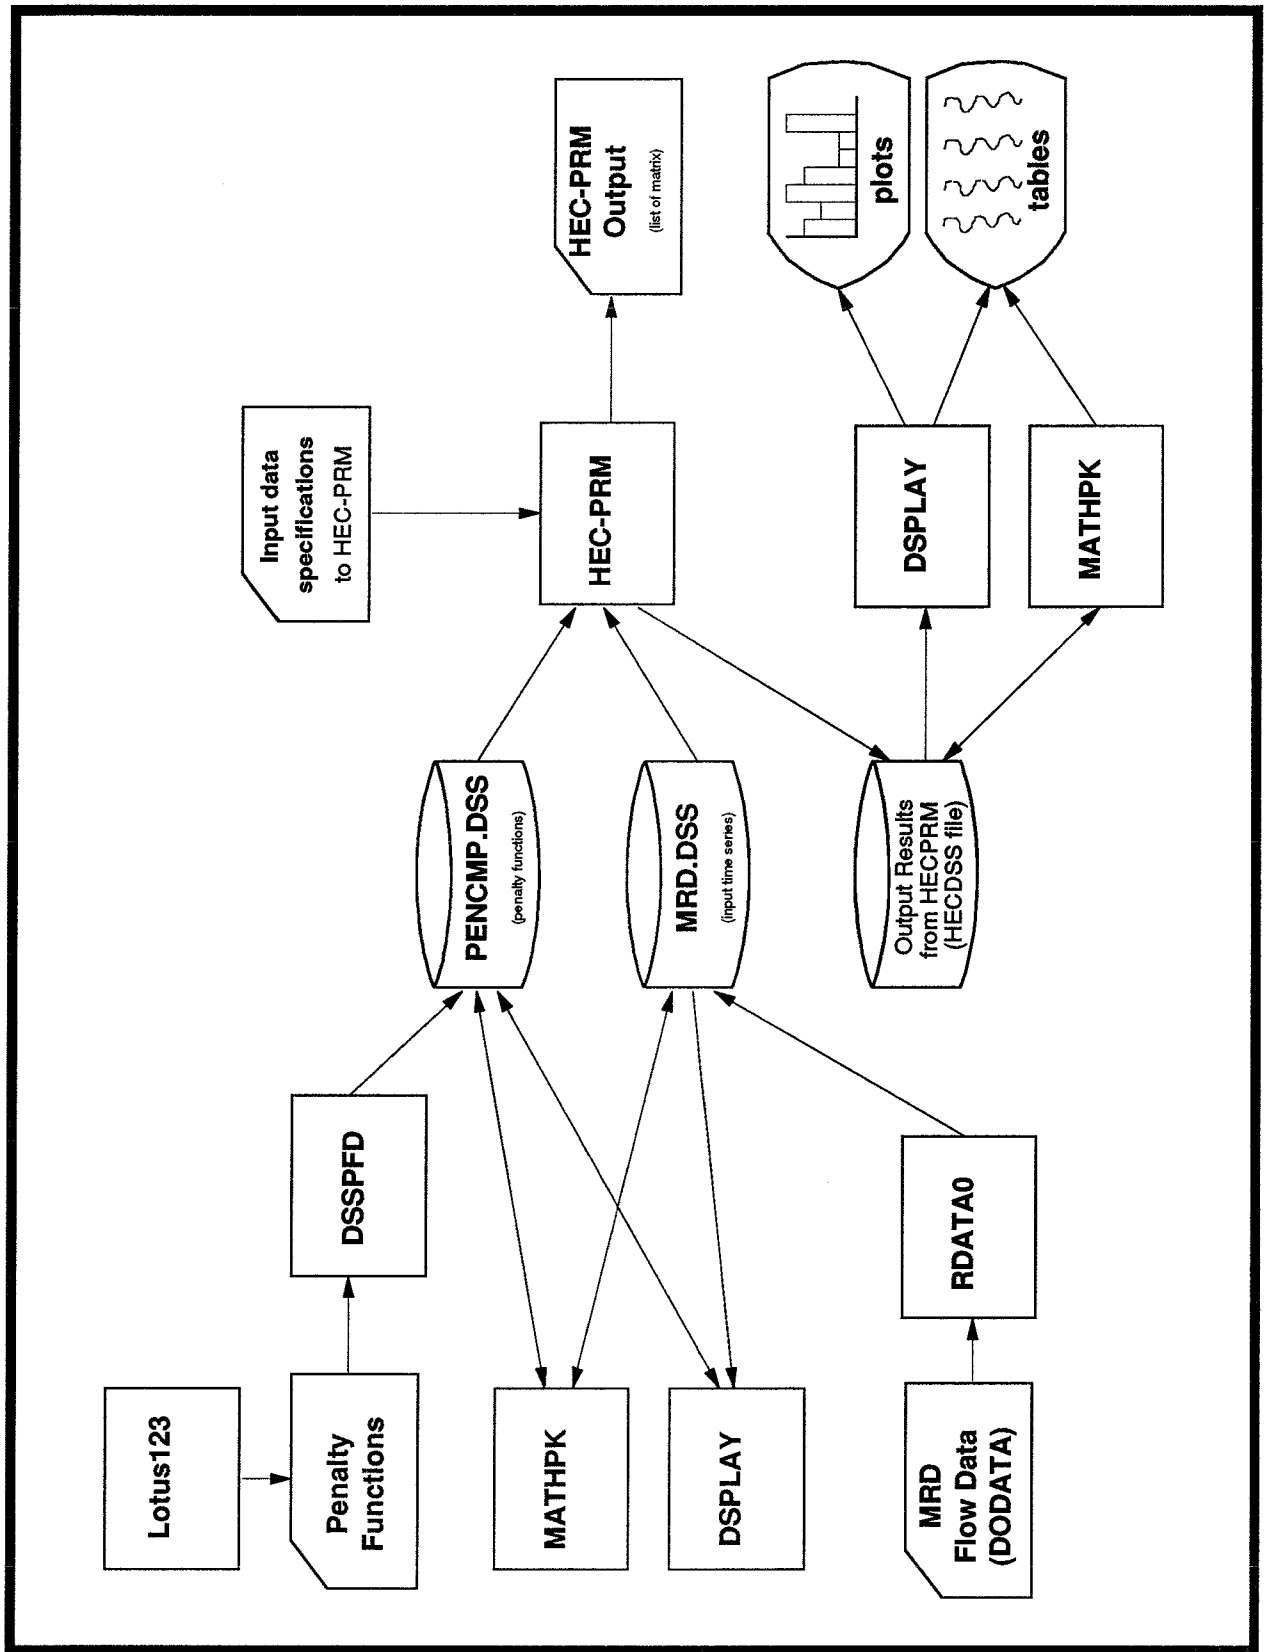 Lotus123
Penalty
Functions
DSSPFD
MATHPK
DSPLAY
MRD
Flow Data
(DODATA)
RDATA0
PENCMP.DSS
(penalty functions)
MRD.DSS
(input time series)
Output Results
from HECPRM
(HECDSS file)
Input data
specifications
to HEC-PRM
HEC-PRM
HEC-PRM
Output
(list of matrix)
DSPLAY
MATHPK
plots
tables